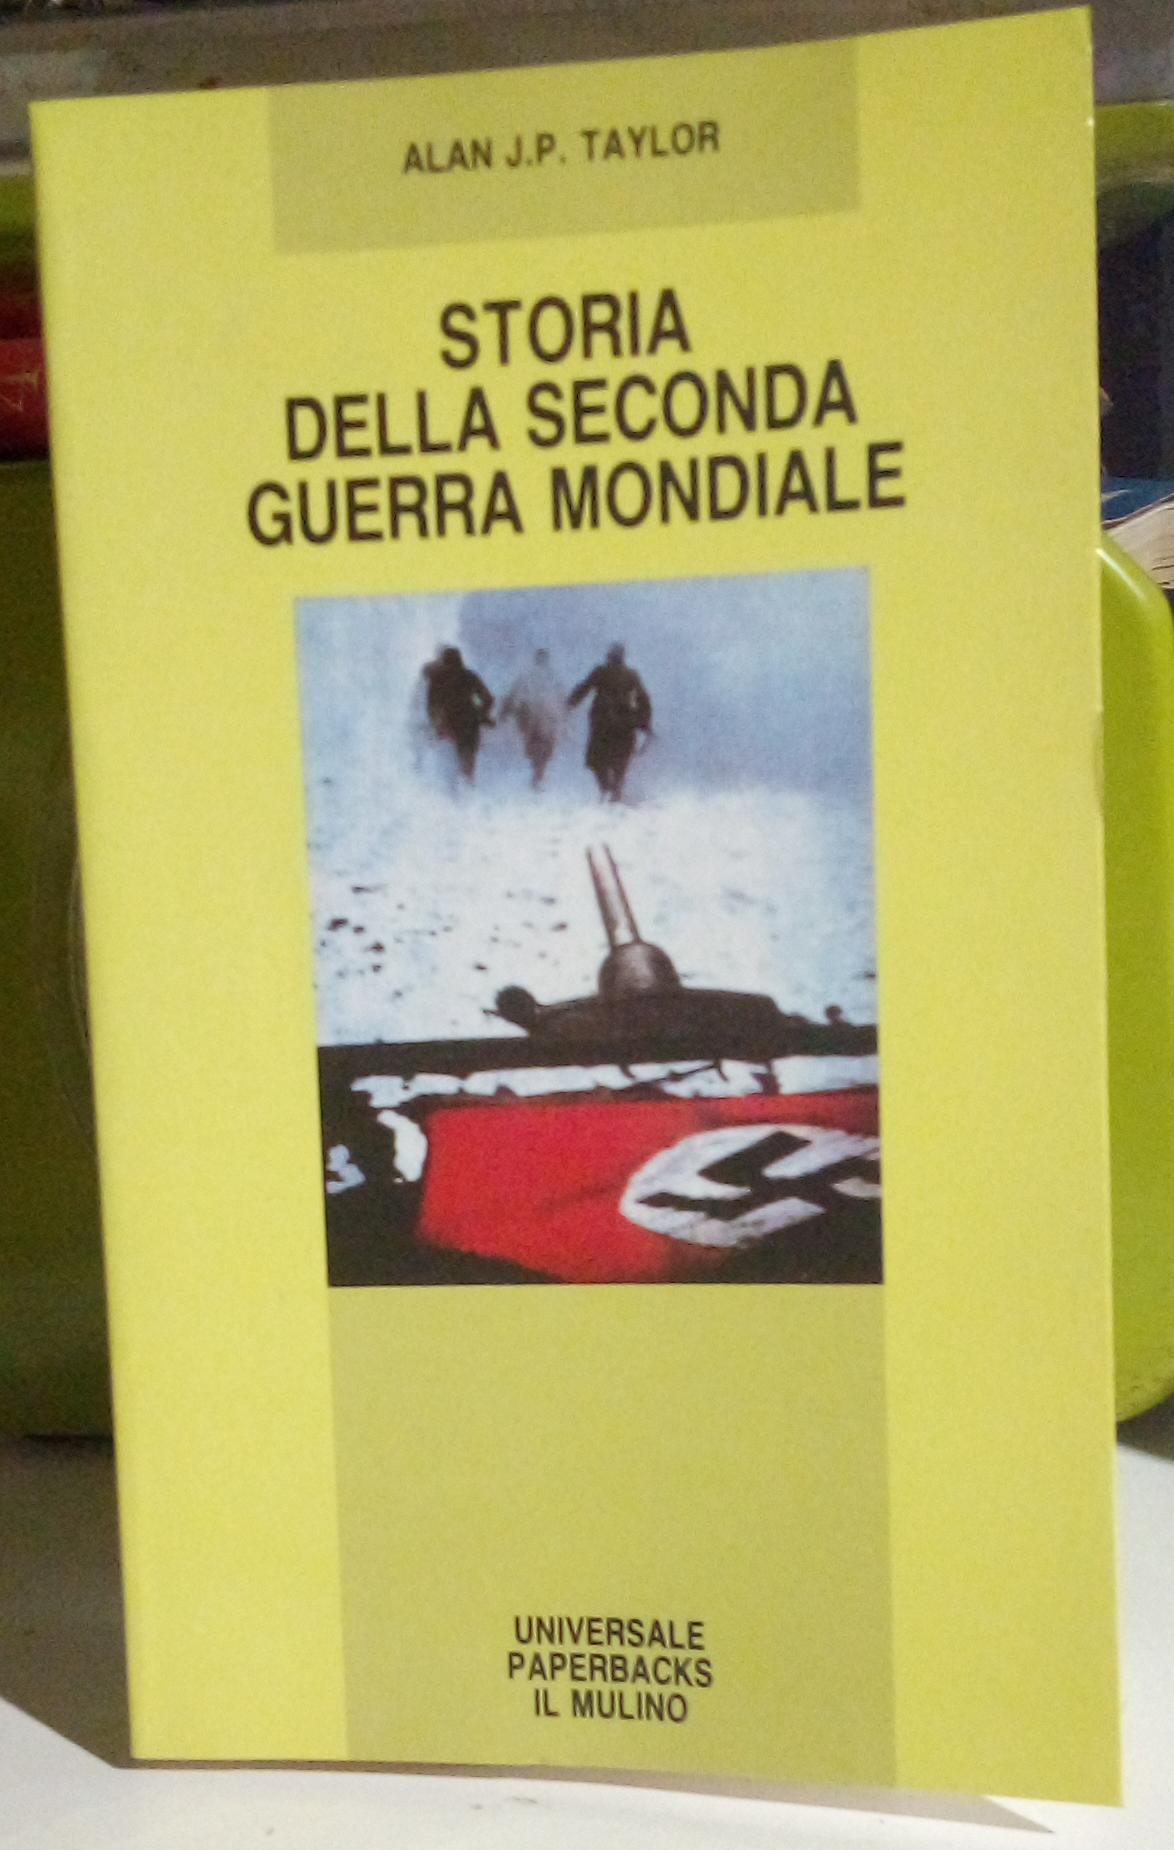 ALAN J.P. TAYLOR
STORIA
DELLA SECONDA
GUERRA MONDIALE
UNIVERSALE
PAPERBACKS
IL MULINO